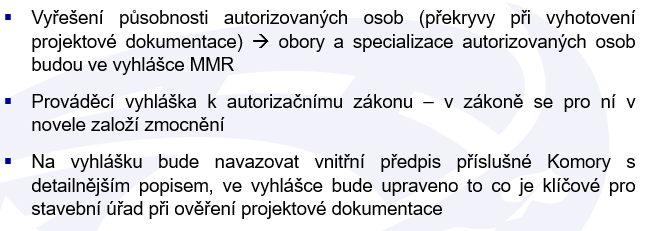 ▪ Vyřešení působnosti autorizovaných osob (překryvy při vyhotovení
projektové dokumentace) → obory a specializace autorizovaných osob
budou ve vyhlášce MMR
▪ Prováděcí vyhláška k autorizačnímu zákonu – v zákoně se pro ní v
novele založí zmocnění
▪ Na vyhlášku bude navazovat vnitřní předpis příslušné Komory s
detailnějším popisem, ve vyhlášce bude upraveno to co je klíčové pro
stavební úřad při ověření projektové dokumentace